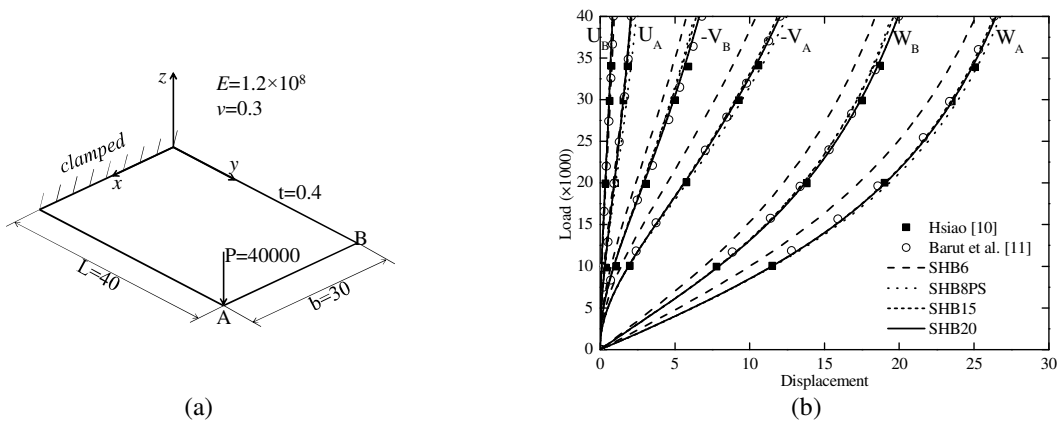 z
E=1.2×10⁸
v=0.3
clamped
x
y
t=0.4
B
P=40000
L=40
b=30
A
(a)
Load (×1000)
40
35
30
25
20
15
10
5
0
0 5 10 15 20 25 30
Displacement
U_B U_A -V_B -V_A W_B W_A
Hsiao [10]
Barut et al. [11]
SHB6
SHB8PS
SHB15
SHB20
(b)